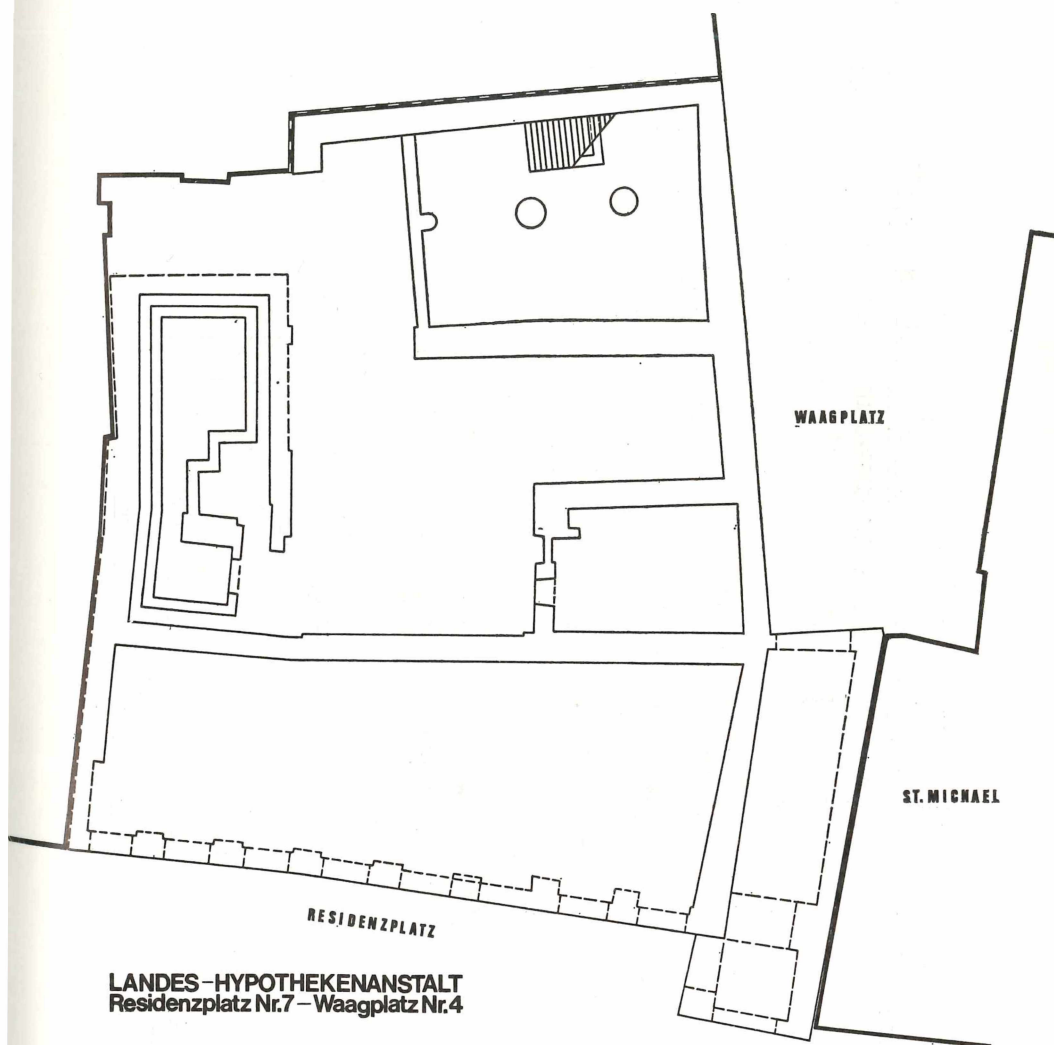 WAAGPLATZ
ST. MICHAEL
RESIDENZPLATZ
LANDES-HYPOTHEKENANSTALT
Residenzplatz Nr.7–Waagplatz Nr.4